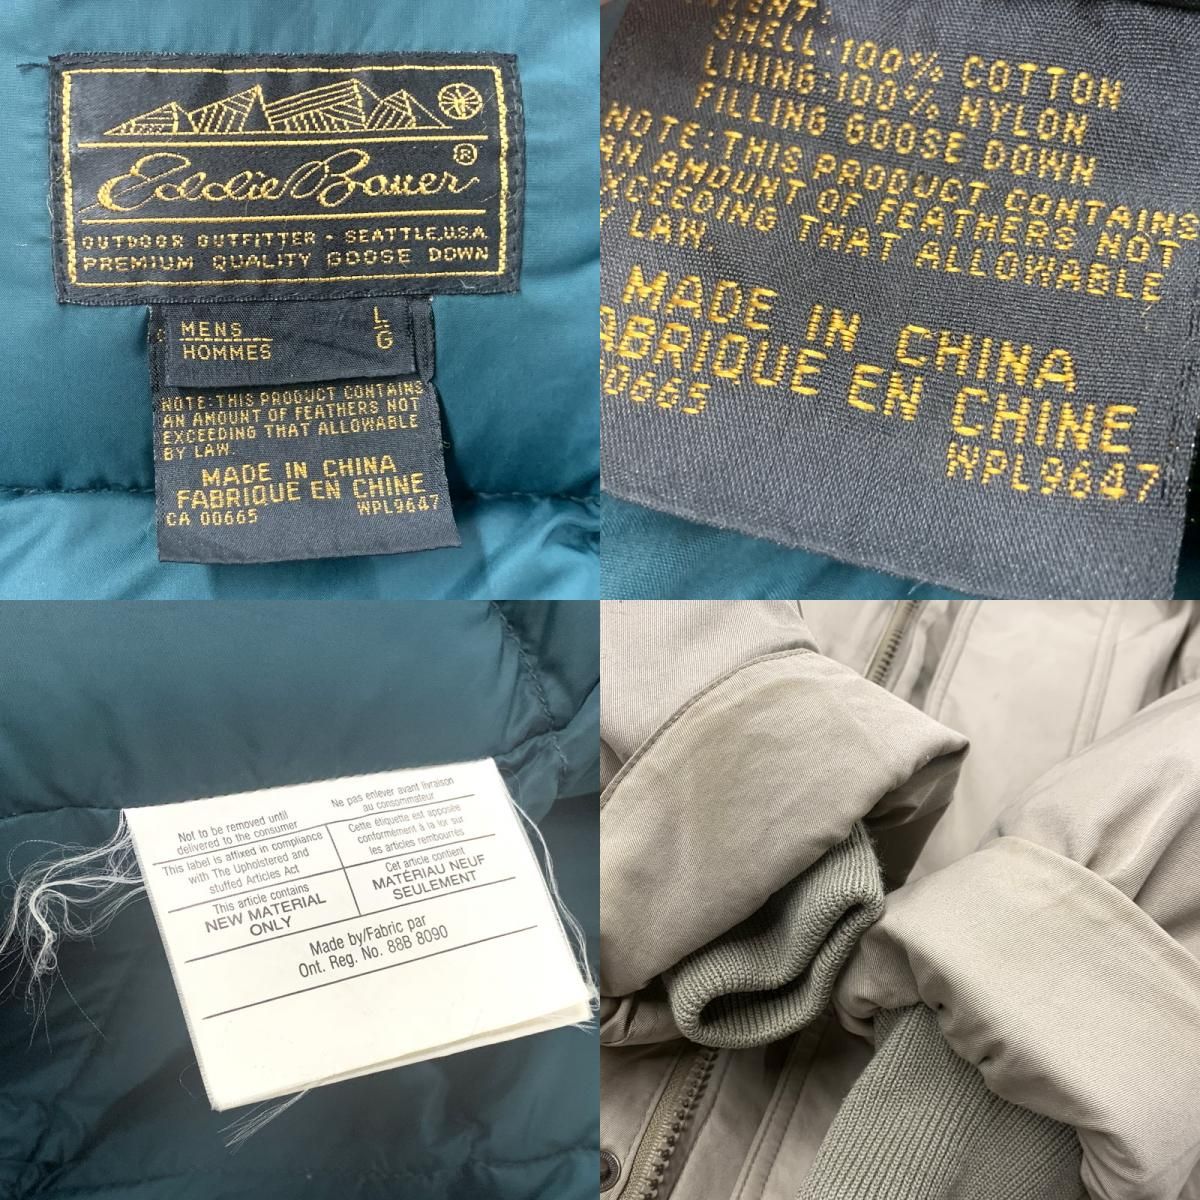 Eddie Bauer ®
OUTDOOR OUTFITTER - SEATTLE, U.S.A.
PREMIUM QUALITY GOOSE DOWN
MENS
HOMMES
L
G
NOTE: THIS PRODUCT CONTAINS
AN AMOUNT OF FEATHERS NOT
EXCEEDING THAT ALLOWABLE
BY LAW.
MADE IN CHINA
FABRIQUE EN CHINE
CA 00665 WPL9647
SHELL: 100% COTTON
LINING: 100% NYLON
FILLING GOOSE DOWN
NOTE: THIS PRODUCT CONTAINS
AN AMOUNT OF FEATHERS NOT
EXCEEDING THAT ALLOWABLE
LAW.
MADE IN CHINA
ABRIQUE EN CHINE
00665 WPL9647
Not to be removed until
delivered to the consumer
This label is affixed in compliance
with The Upholstered and
stuffed Articles Act
This article contains
NEW MATERIAL
ONLY
Ne pas enlever avant livraison
au consommateur
Cette étiquette est apposée
conformément à la loi sur
les articles rembourrés
Cet article contient
MATÉRIAU NEUF
SEULEMENT
Made by/Fabric par
Ont. Reg. No. 88B 8090